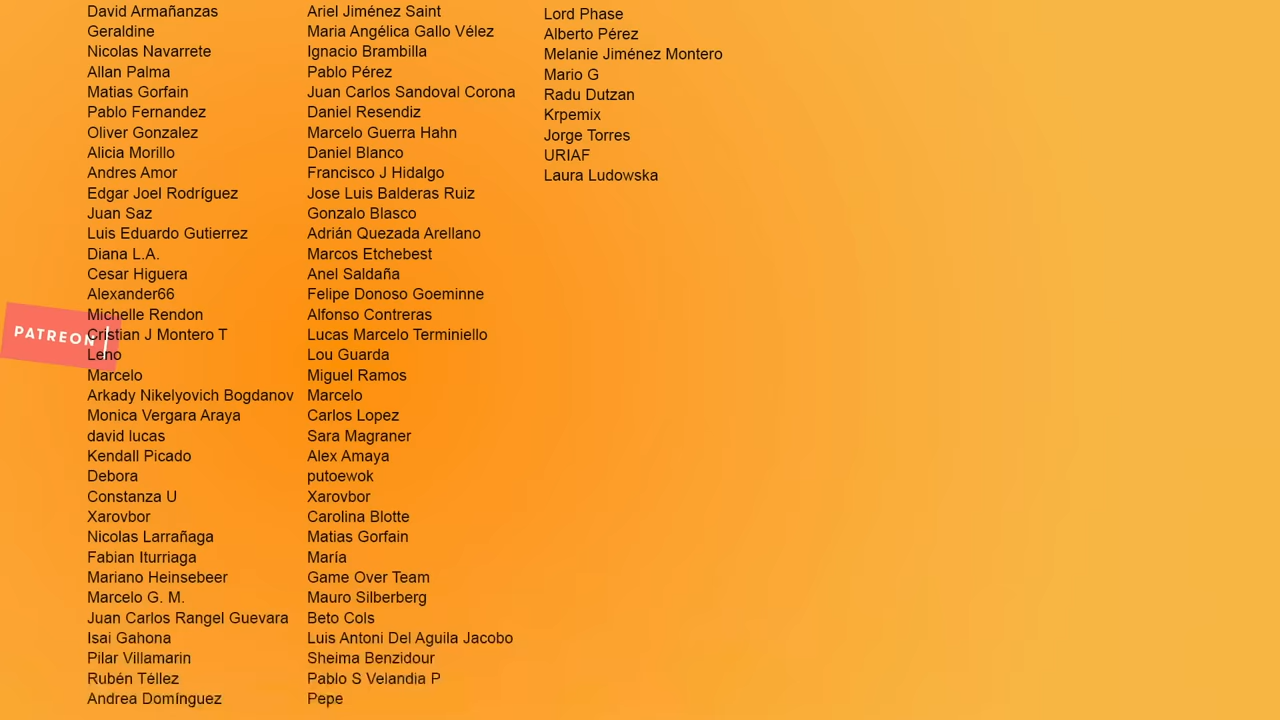 David Armañanzas
Geraldine
Nicolas Navarrete
Allan Palma
Matias Gorfain
Pablo Fernandez
Oliver Gonzalez
Alicia Morillo
Andres Amor
Edgar Joel Rodríguez
Juan Saz
Luis Eduardo Gutierrez
Diana L.A.
Cesar Higuera
Alexander66
Michelle Rendon
Cristian J Montero T
Leño
Marcelo
Arkady Nikelyovich Bogdanov
Monica Vergara Araya
david lucas
Kendall Picado
Debora
Constanza U
Xarovbor
Nicolas Larrañaga
Fabian Iturriaga
Mariano Heinsebeer
Marcelo G. M.
Juan Carlos Rangel Guevara
Isai Gahona
Pilar Villamarin
Rubén Téllez
Andrea Domínguez
PATREON
Ariel Jiménez Saint
Maria Angélica Gallo Vélez
Ignacio Brambilla
Pablo Pérez
Juan Carlos Sandoval Corona
Daniel Resendiz
Marcelo Guerra Hahn
Daniel Blanco
Francisco J Hidalgo
Jose Luis Balderas Ruiz
Gonzalo Blasco
Adrián Quezada Arellano
Marcos Etchebest
Anel Saldaña
Felipe Donoso Goeminne
Alfonso Contreras
Lucas Marcelo Terminiello
Lou Guarda
Miguel Ramos
Marcelo
Carlos Lopez
Sara Magraner
Alex Amaya
putoewok
Xarovbor
Carolina Blotte
Matias Gorfain
María
Game Over Team
Mauro Silberberg
Beto Cols
Luis Antoni Del Aguila Jacobo
Sheima Benzidour
Pablo S Velandia P
Pepe
Lord Phase
Alberto Pérez
Melanie Jiménez Montero
Mario G
Radu Dutzan
Krpemix
Jorge Torres
URIAF
Laura Ludowska